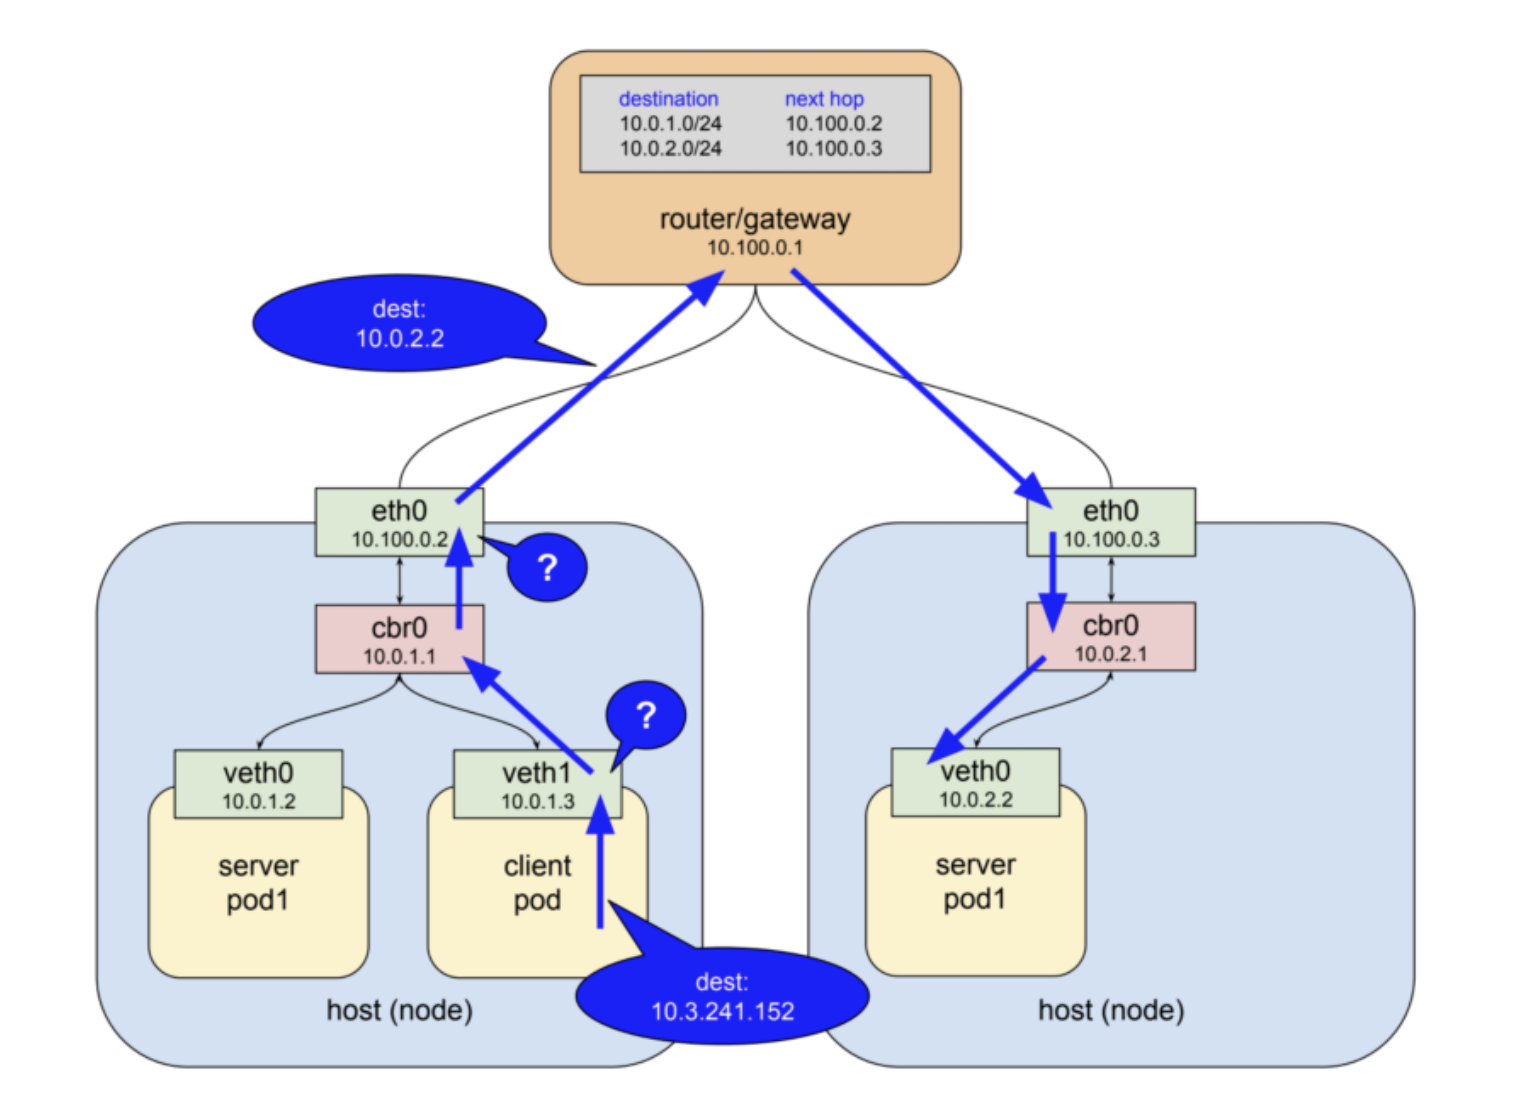 destination next hop
10.0.1.0/24 10.100.0.2
10.0.2.0/24 10.100.0.3
router/gateway
10.100.0.1
dest:
10.0.2.2
eth0
10.100.0.2
?
cbr0
10.0.1.1
?
veth0
10.0.1.2
server
pod1
veth1
10.0.1.3
client
pod
dest:
10.3.241.152
host (node)
eth0
10.100.0.3
cbr0
10.0.2.1
veth0
10.0.2.2
server
pod1
host (node)